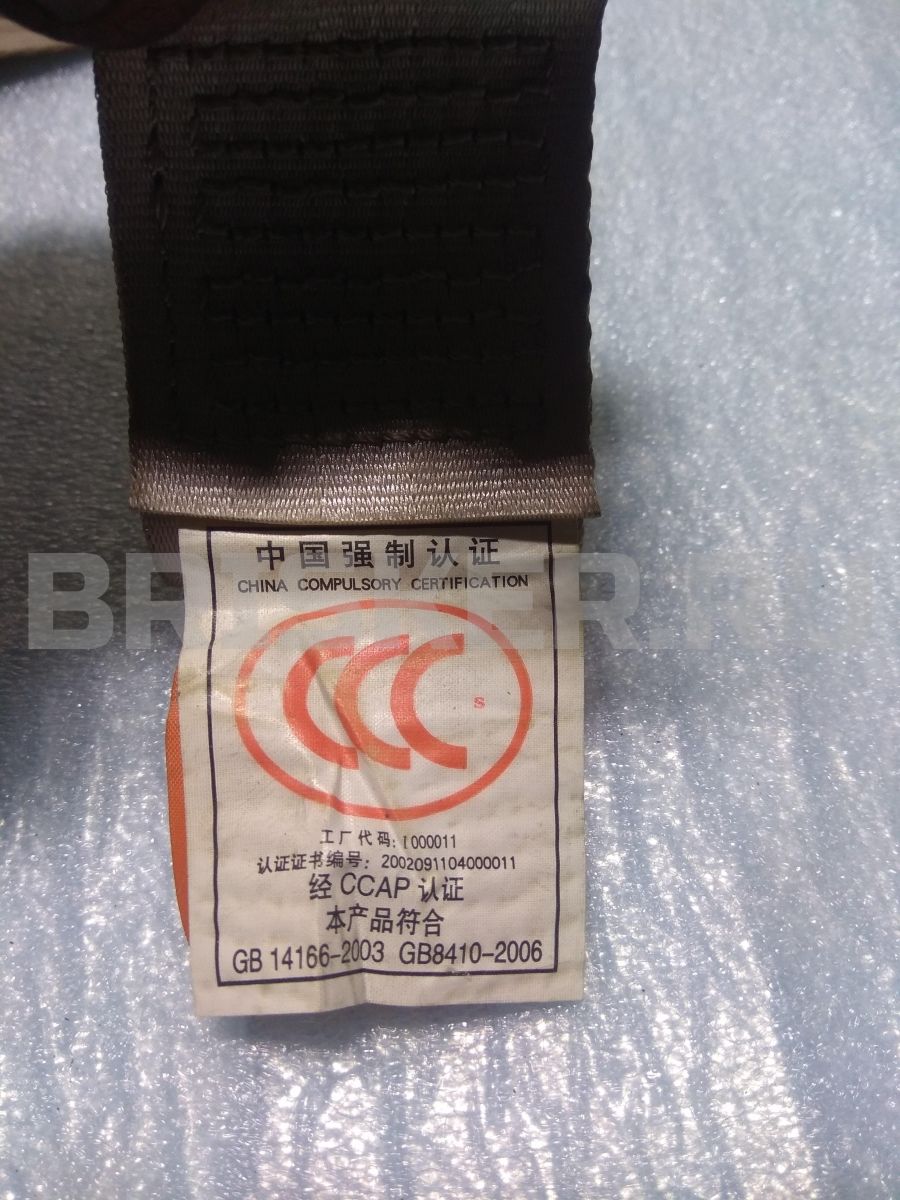 中国强制认证
CHINA COMPULSORY CERTIFICATION
CCC
S
工厂代码: I000011
认证证书编号: 2002091104000011
经 CCAP 认证
本产品符合
GB 14166-2003 GB8410-2006